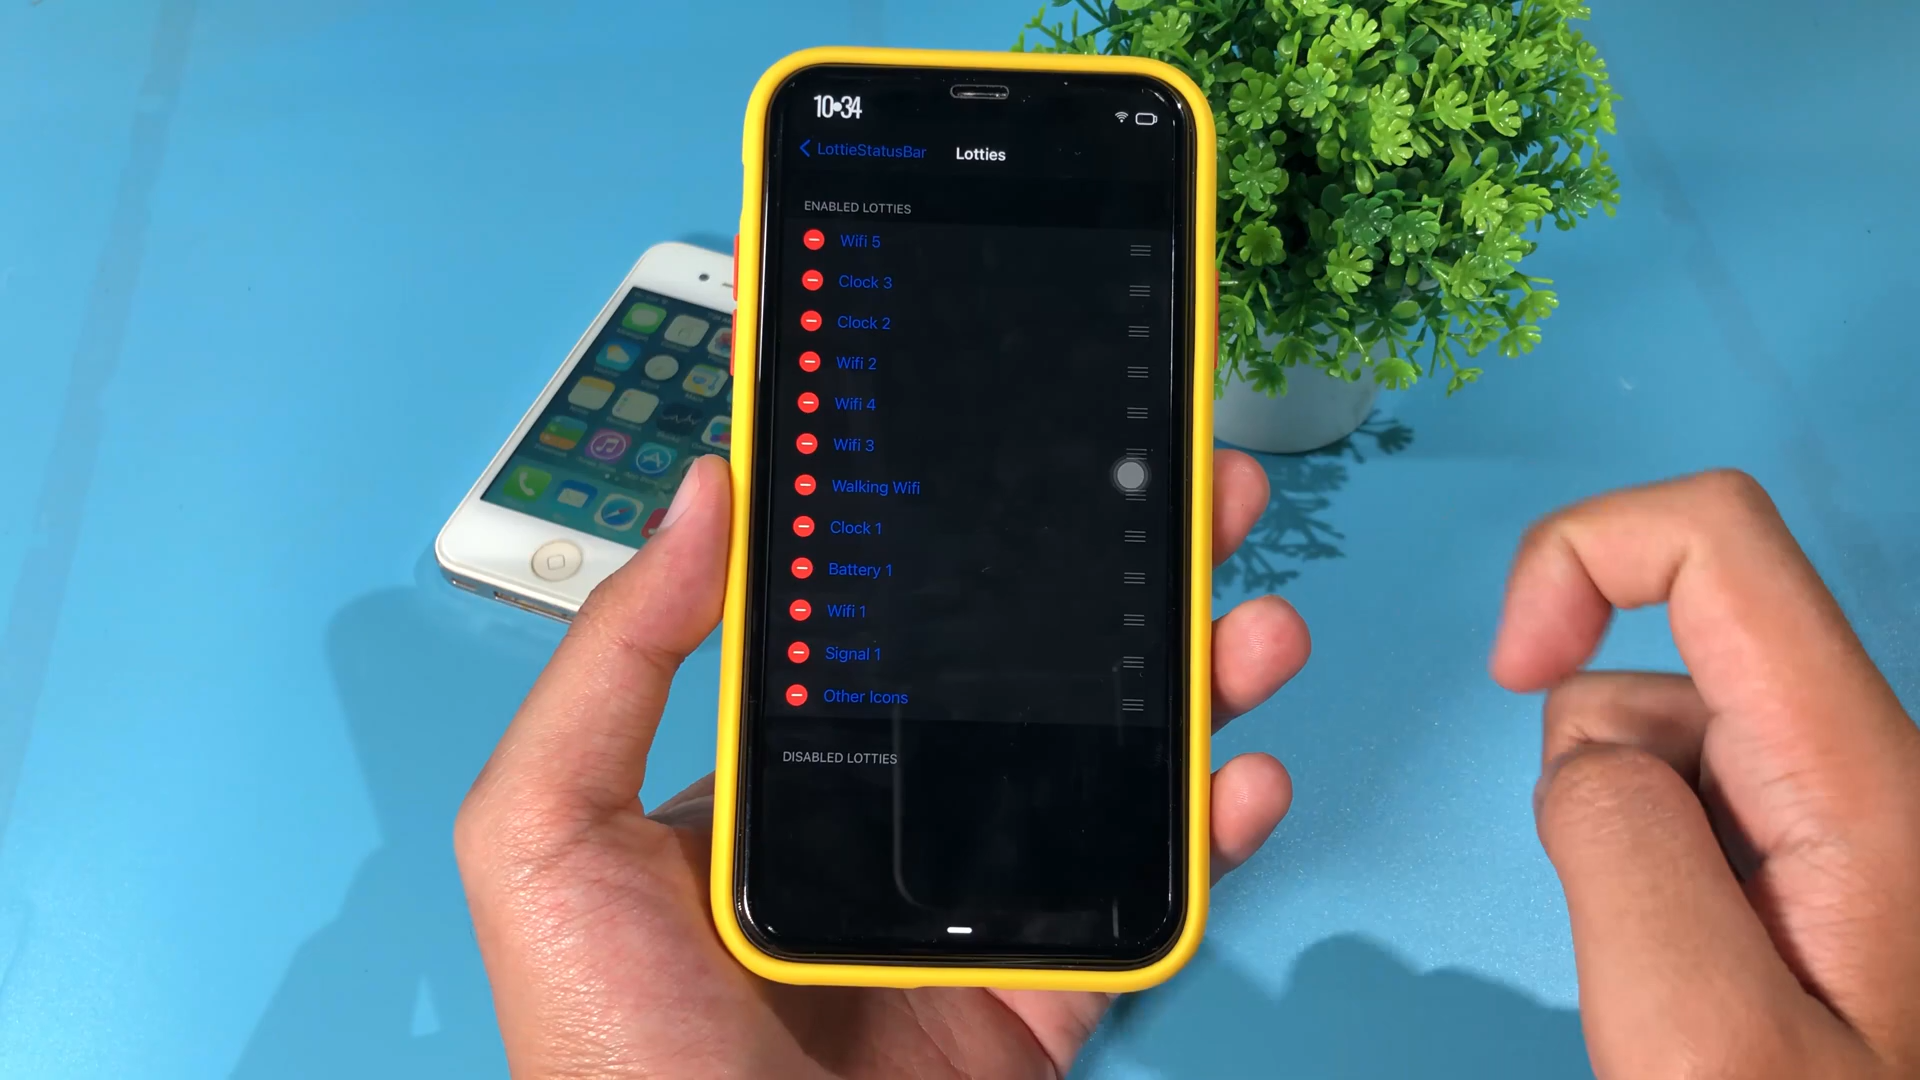 10•34
LottieStatusBar
Lotties
ENABLED LOTTIES
Wifi 5
Clock 3
Clock 2
Wifi 2
Wifi 4
Wifi 3
Walking Wifi
Clock 1
Battery 1
Wifi 1
Signal 1
Other Icons
DISABLED LOTTIES